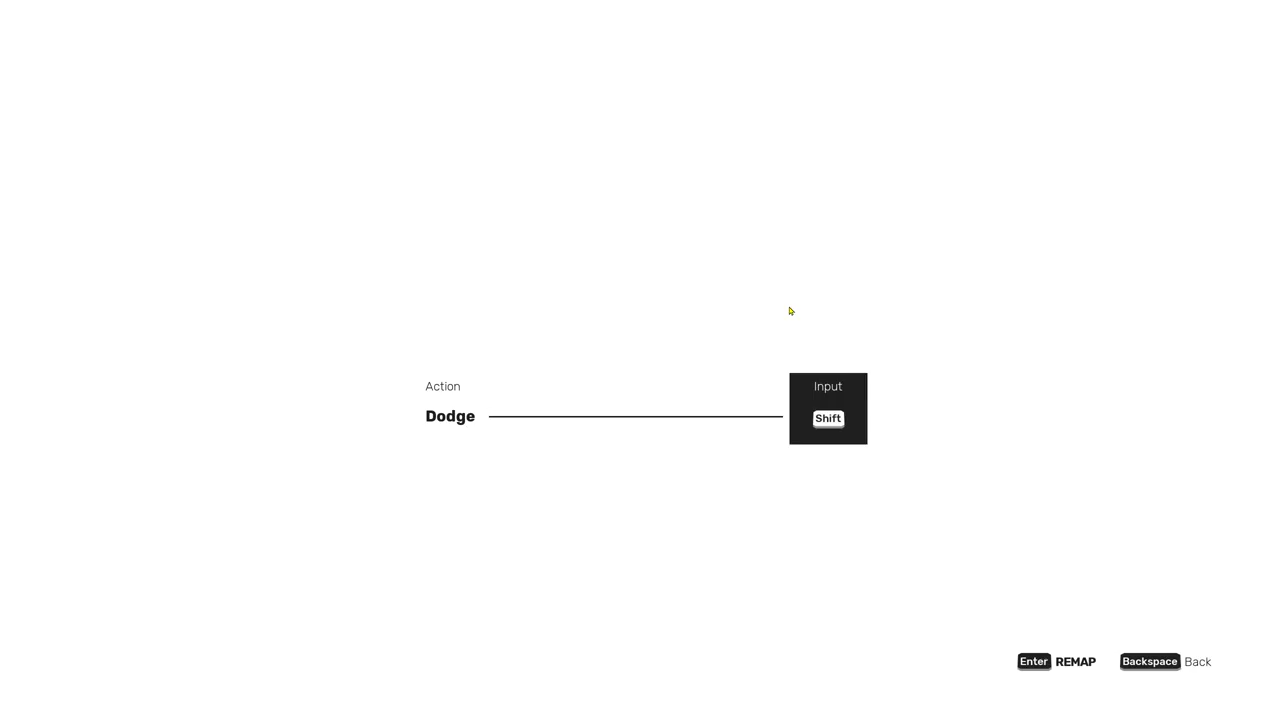 Action
Input
Dodge
Shift
Enter REMAP
Backspace Back